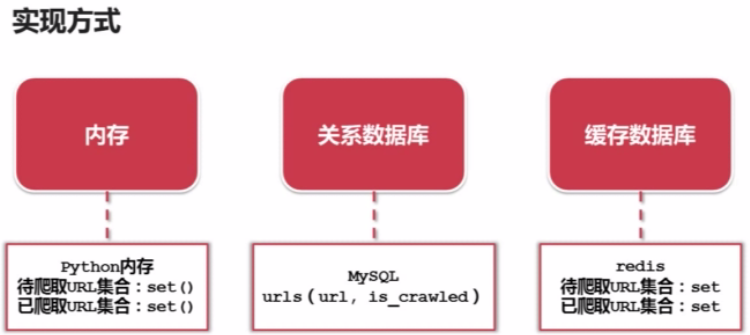 实现方式
内存
关系数据库
缓存数据库
Python内存
待爬取URL集合：set()
已爬取URL集合：set()
MySQL
urls(url, is_crawled)
redis
待爬取URL集合：set
已爬取URL集合：set